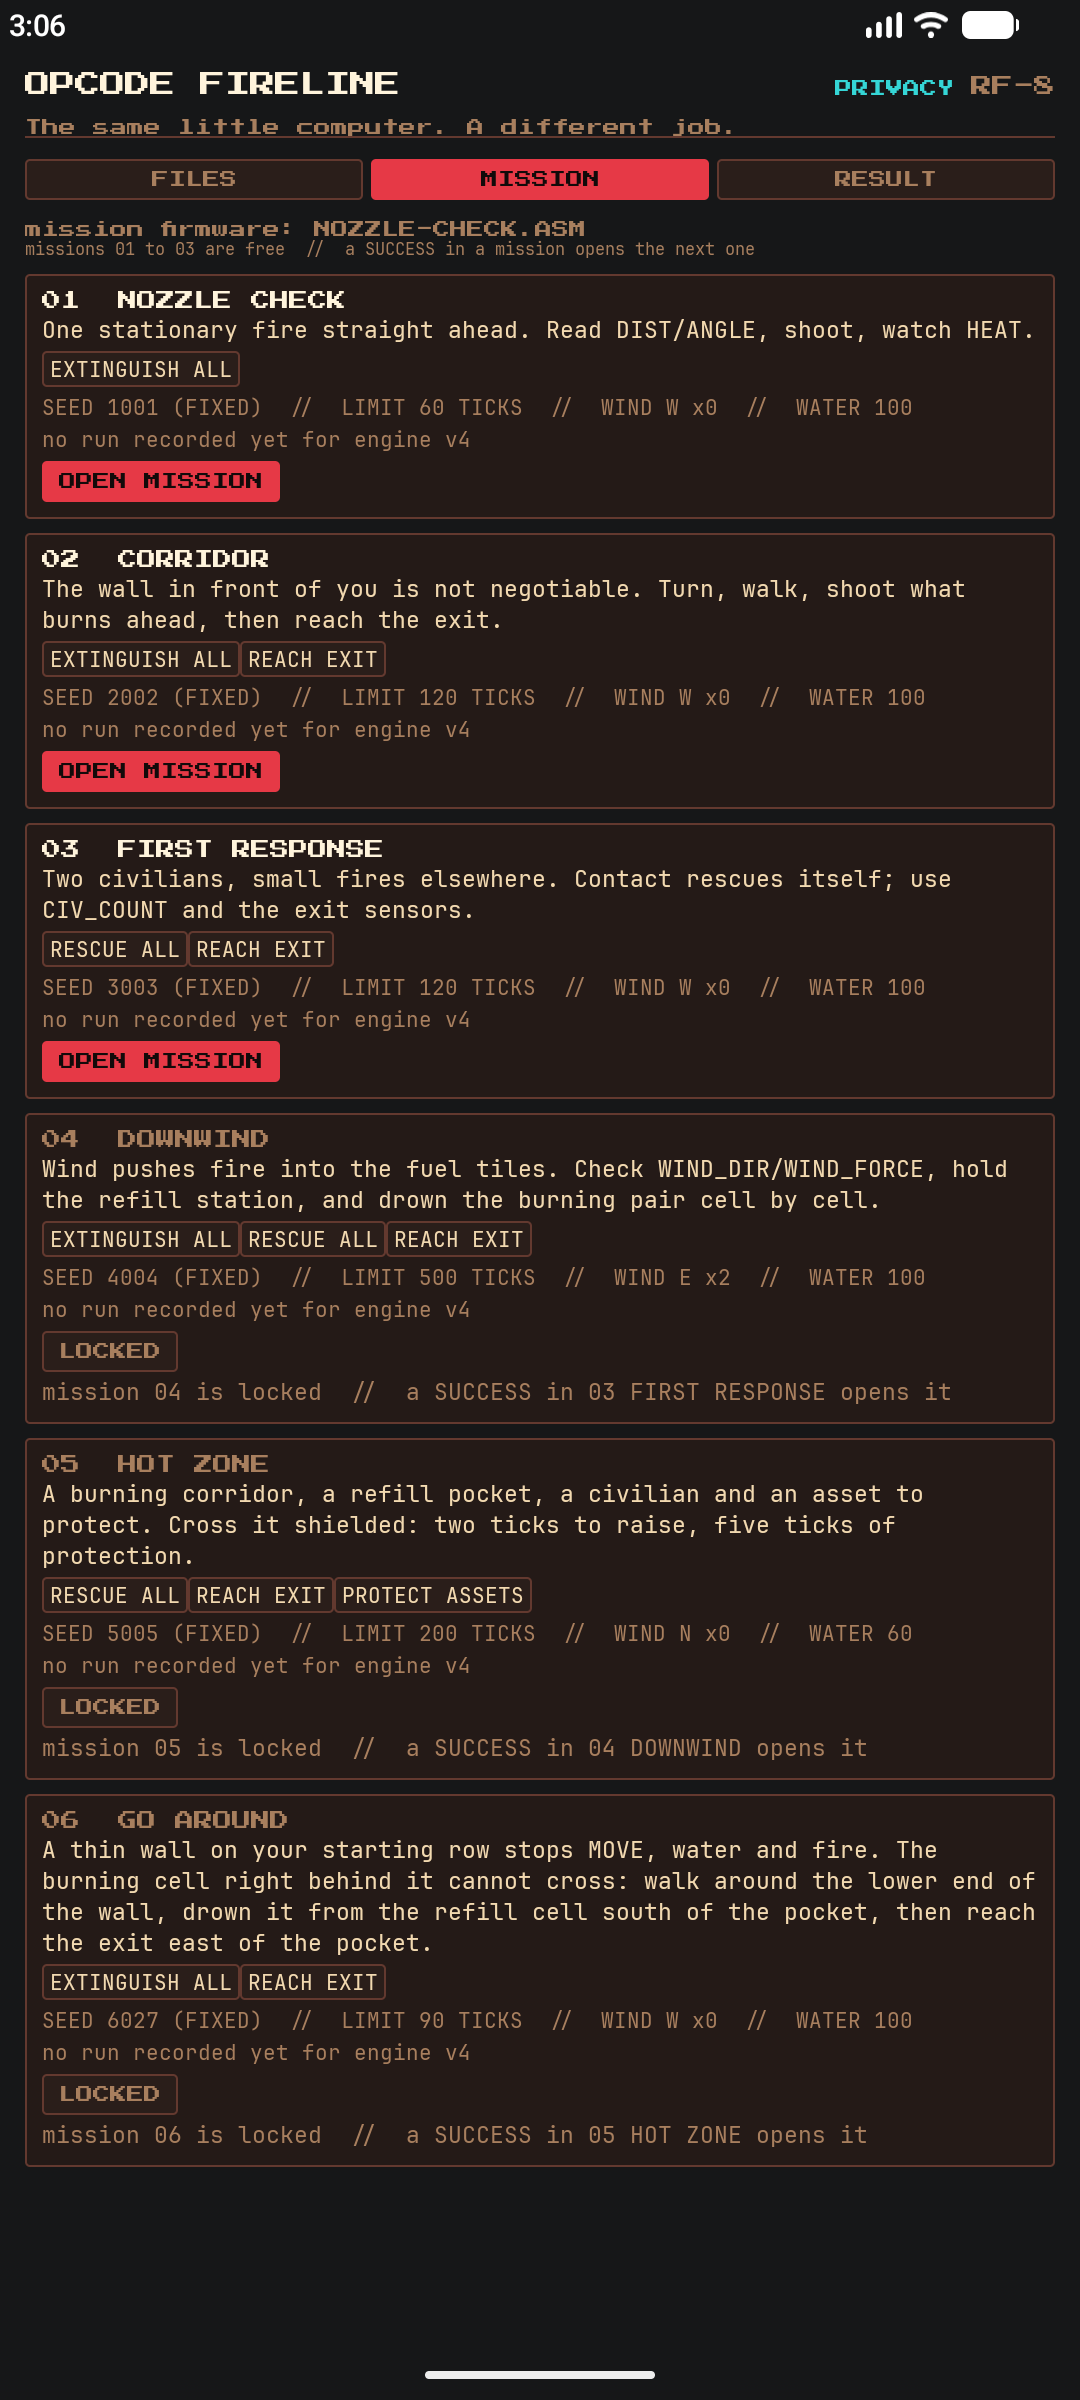 3:06
OPCODE FIRELINE
PRIVACY RF-8
The same little computer. A different job.
FILES
MISSION
RESULT
mission firmware: NOZZLE-CHECK.ASM
missions 01 to 03 are free // a SUCCESS in a mission opens the next one
01 NOZZLE CHECK
One stationary fire straight ahead. Read DIST/ANGLE, shoot, watch HEAT.
EXTINGUISH ALL
SEED 1001 (FIXED) // LIMIT 60 TICKS // WIND W x0 // WATER 100
no run recorded yet for engine v4
OPEN MISSION
02 CORRIDOR
The wall in front of you is not negotiable. Turn, walk, shoot what
burns ahead, then reach the exit.
EXTINGUISH ALL REACH EXIT
SEED 2002 (FIXED) // LIMIT 120 TICKS // WIND W x0 // WATER 100
no run recorded yet for engine v4
OPEN MISSION
03 FIRST RESPONSE
Two civilians, small fires elsewhere. Contact rescues itself; use
CIV_COUNT and the exit sensors.
RESCUE ALL REACH EXIT
SEED 3003 (FIXED) // LIMIT 120 TICKS // WIND W x0 // WATER 100
no run recorded yet for engine v4
OPEN MISSION
04 DOWNWIND
Wind pushes fire into the fuel tiles. Check WIND_DIR/WIND_FORCE, hold
the refill station, and drown the burning pair cell by cell.
EXTINGUISH ALL RESCUE ALL REACH EXIT
SEED 4004 (FIXED) // LIMIT 500 TICKS // WIND E x2 // WATER 100
no run recorded yet for engine v4
LOCKED
mission 04 is locked // a SUCCESS in 03 FIRST RESPONSE opens it
05 HOT ZONE
A burning corridor, a refill pocket, a civilian and an asset to
protect. Cross it shielded: two ticks to raise, five ticks of
protection.
RESCUE ALL REACH EXIT PROTECT ASSETS
SEED 5005 (FIXED) // LIMIT 200 TICKS // WIND N x0 // WATER 60
no run recorded yet for engine v4
LOCKED
mission 05 is locked // a SUCCESS in 04 DOWNWIND opens it
06 GO AROUND
A thin wall on your starting row stops MOVE, water and fire. The
burning cell right behind it cannot cross: walk around the lower end of
the wall, drown it from the refill cell south of the pocket, then reach
the exit east of the pocket.
EXTINGUISH ALL REACH EXIT
SEED 6027 (FIXED) // LIMIT 90 TICKS // WIND W x0 // WATER 100
no run recorded yet for engine v4
LOCKED
mission 06 is locked // a SUCCESS in 05 HOT ZONE opens it